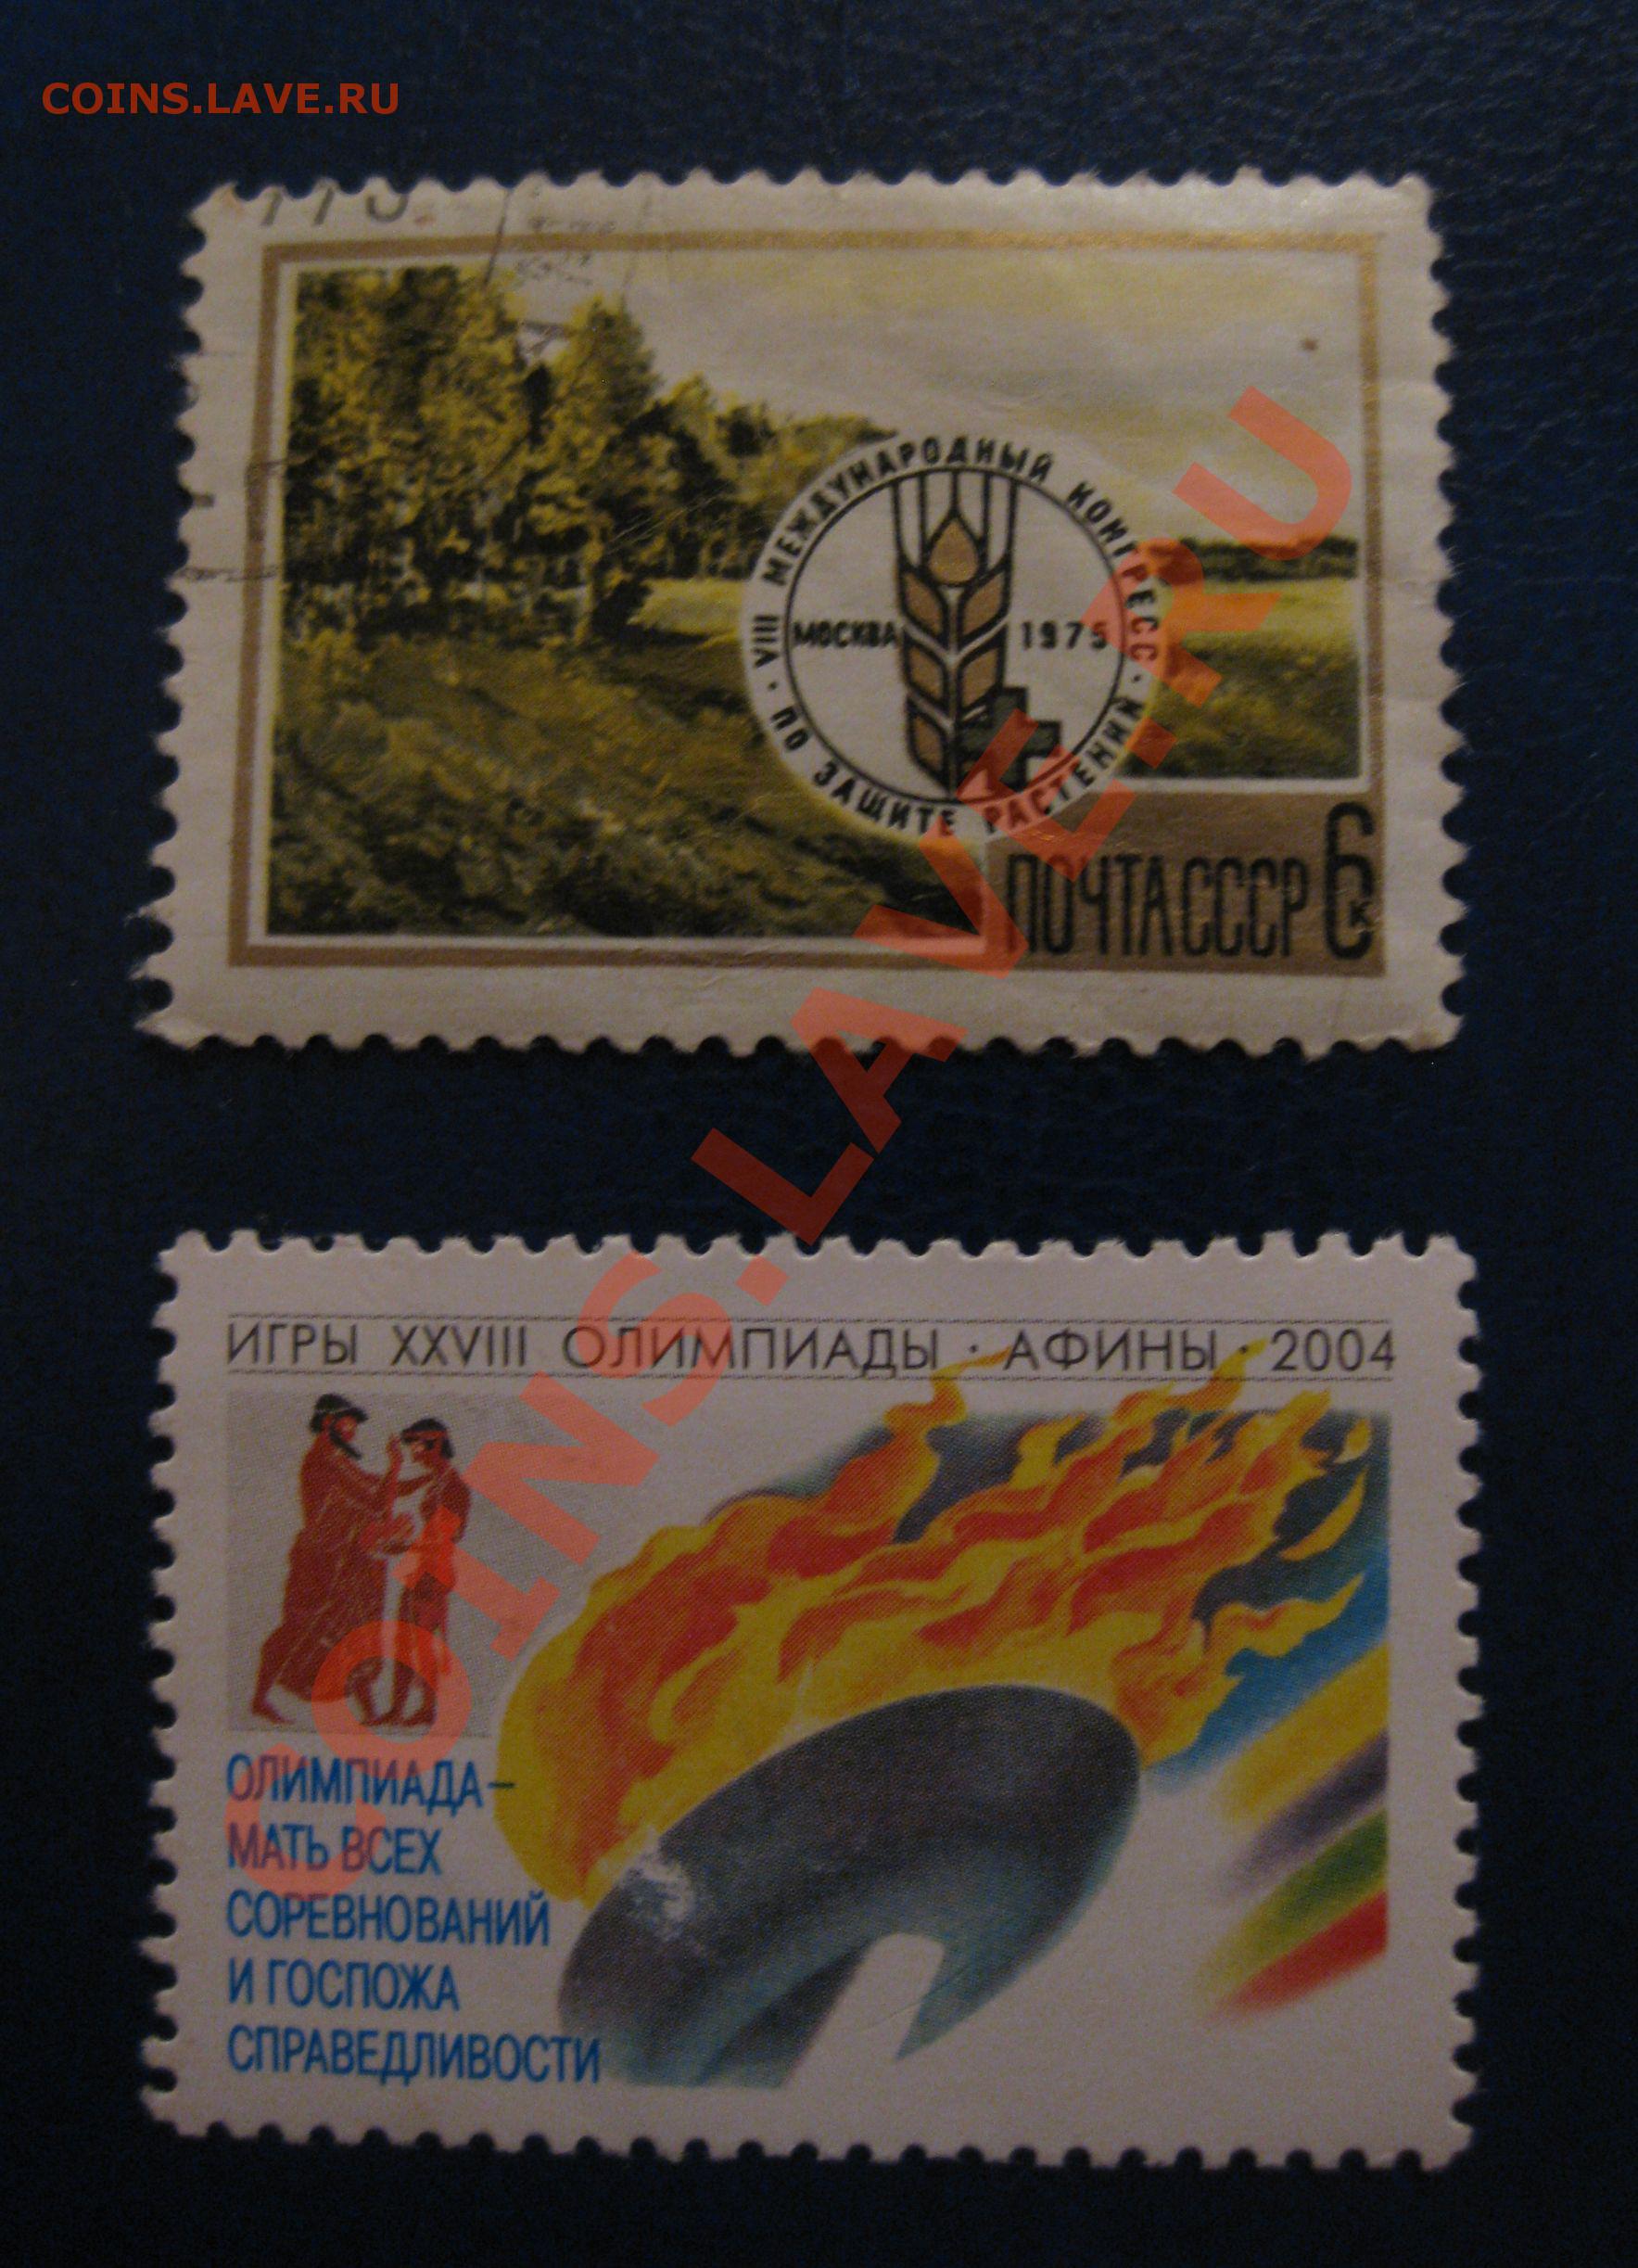 COINS.LAVE.RU
VIII МЕЖДУНАРОДНЫЙ КОНГРЕСС
МОСКВА 1975
ПО ЗАЩИТЕ РАСТЕНИЙ
ПОЧТА СССР 6к
COINS.LAVE.RU
ИГРЫ XXVIII ОЛИМПИАДЫ · АФИНЫ · 2004
ОЛИМПИАДА–
МАТЬ ВСЕХ
СОРЕВНОВАНИЙ
И ГОСПОЖА
СПРАВЕДЛИВОСТИ